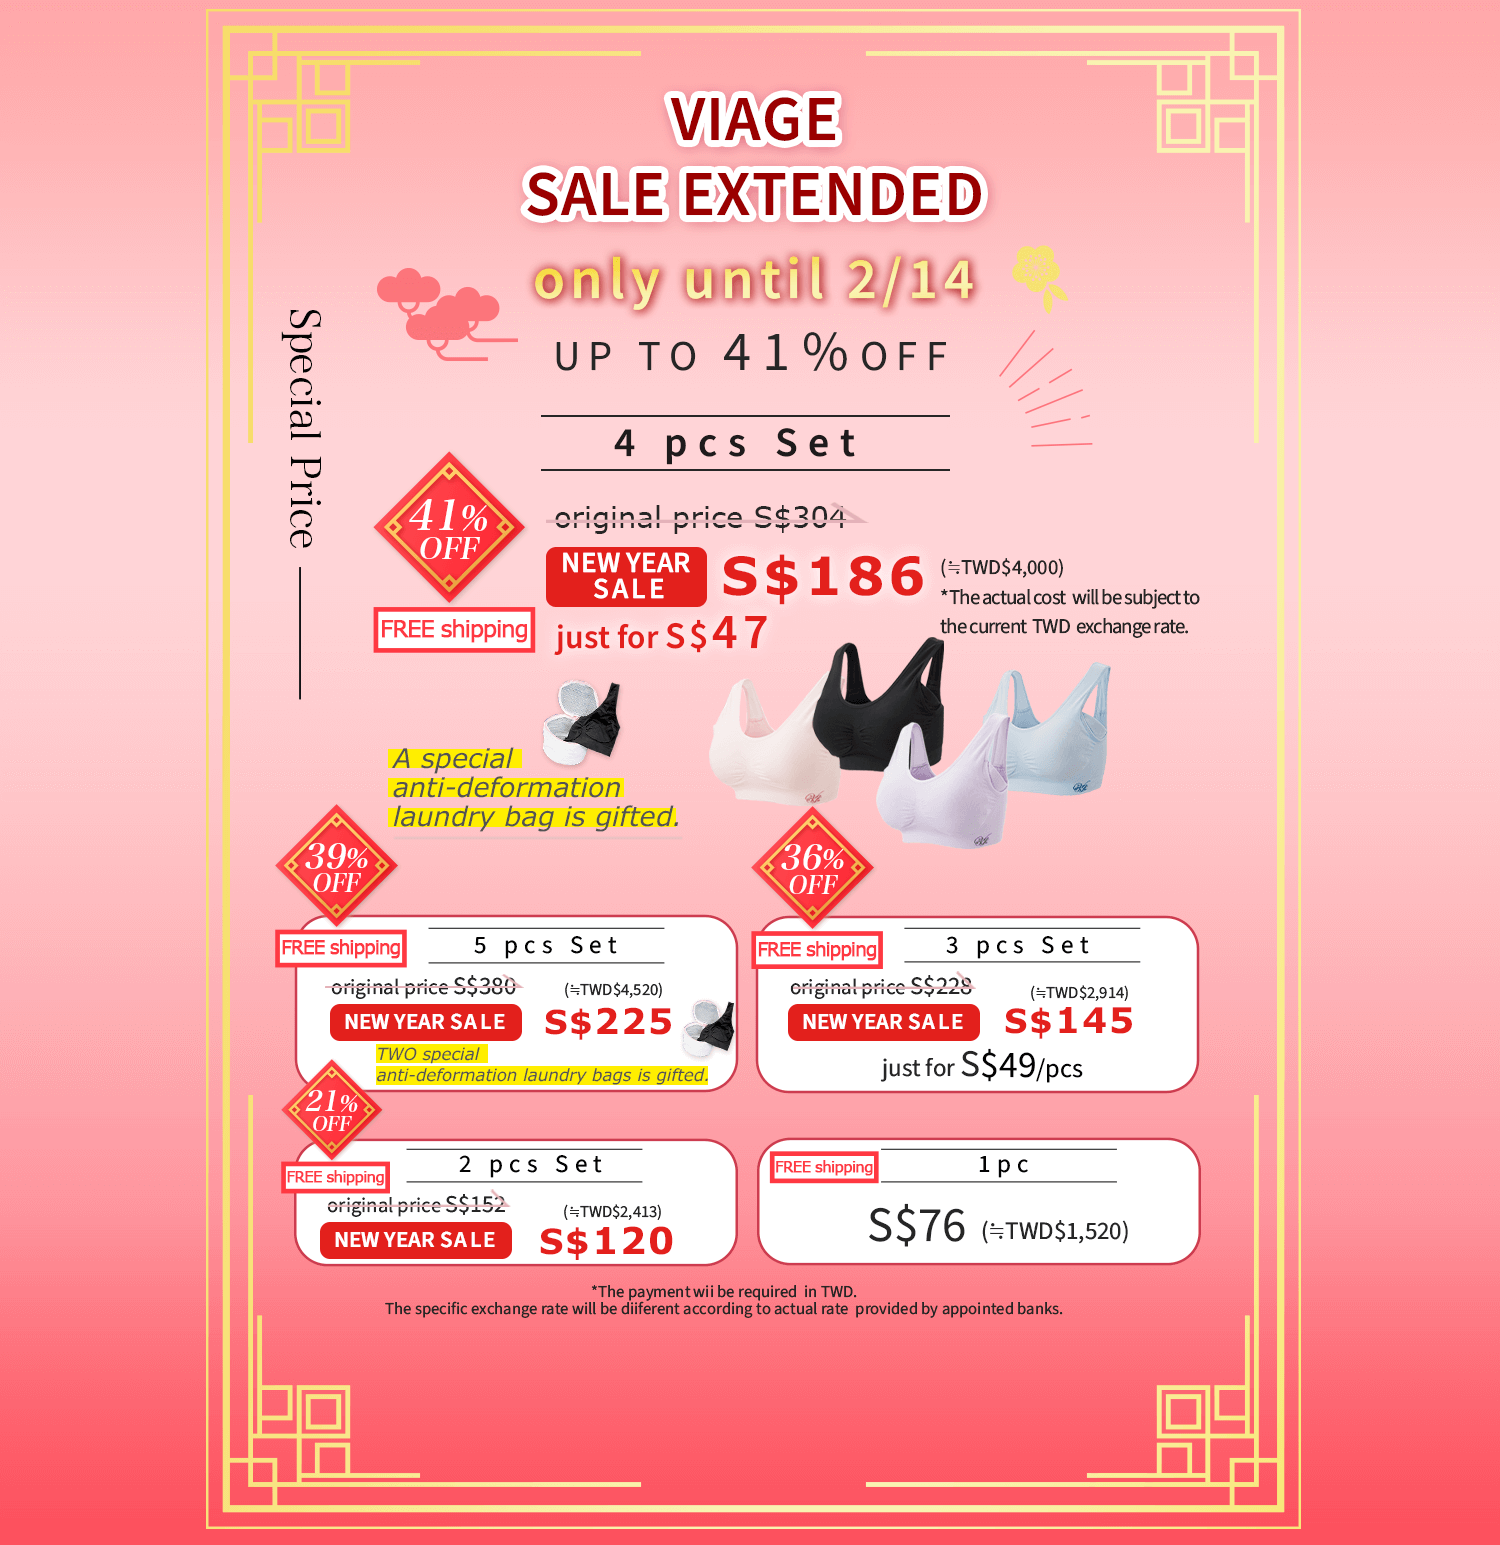 VIAGE
SALE EXTENDED
only until 2/14
UP TO 41%OFF
Special Price
4 pcs Set
41%
OFF
FREE shipping
original price S$304
NEW YEAR
SALE
S$186
(≒TWD$4,000)
*The actual cost will be subject to
the current TWD exchange rate.
just for S$47
A special
anti-deformation
laundry bag is gifted.
39%
OFF
FREE shipping
5 pcs Set
original price S$380
(≒TWD$4,520)
NEW YEAR SALE
S$225
TWO special
anti-deformation laundry bags is gifted.
36%
OFF
FREE shipping
3 pcs Set
original price S$228
(≒TWD$2,914)
NEW YEAR SALE
S$145
just for S$49/pcs
21%
OFF
FREE shipping
2 pcs Set
original price S$152
(≒TWD$2,413)
NEW YEAR SALE
S$120
FREE shipping
1pc
S$76 (≒TWD$1,520)
*The payment wii be required in TWD.
The specific exchange rate will be diiferent according to actual rate provided by appointed banks.